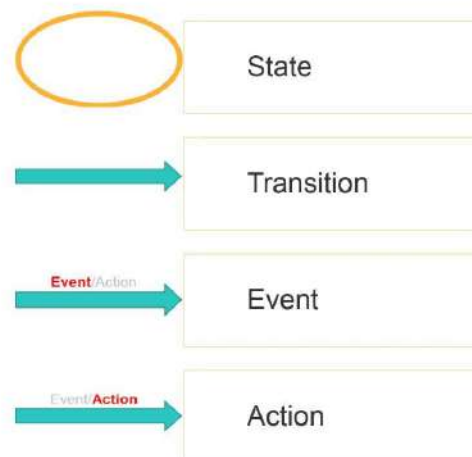 State
Transition
Event/Action
Event
Event/Action
Action